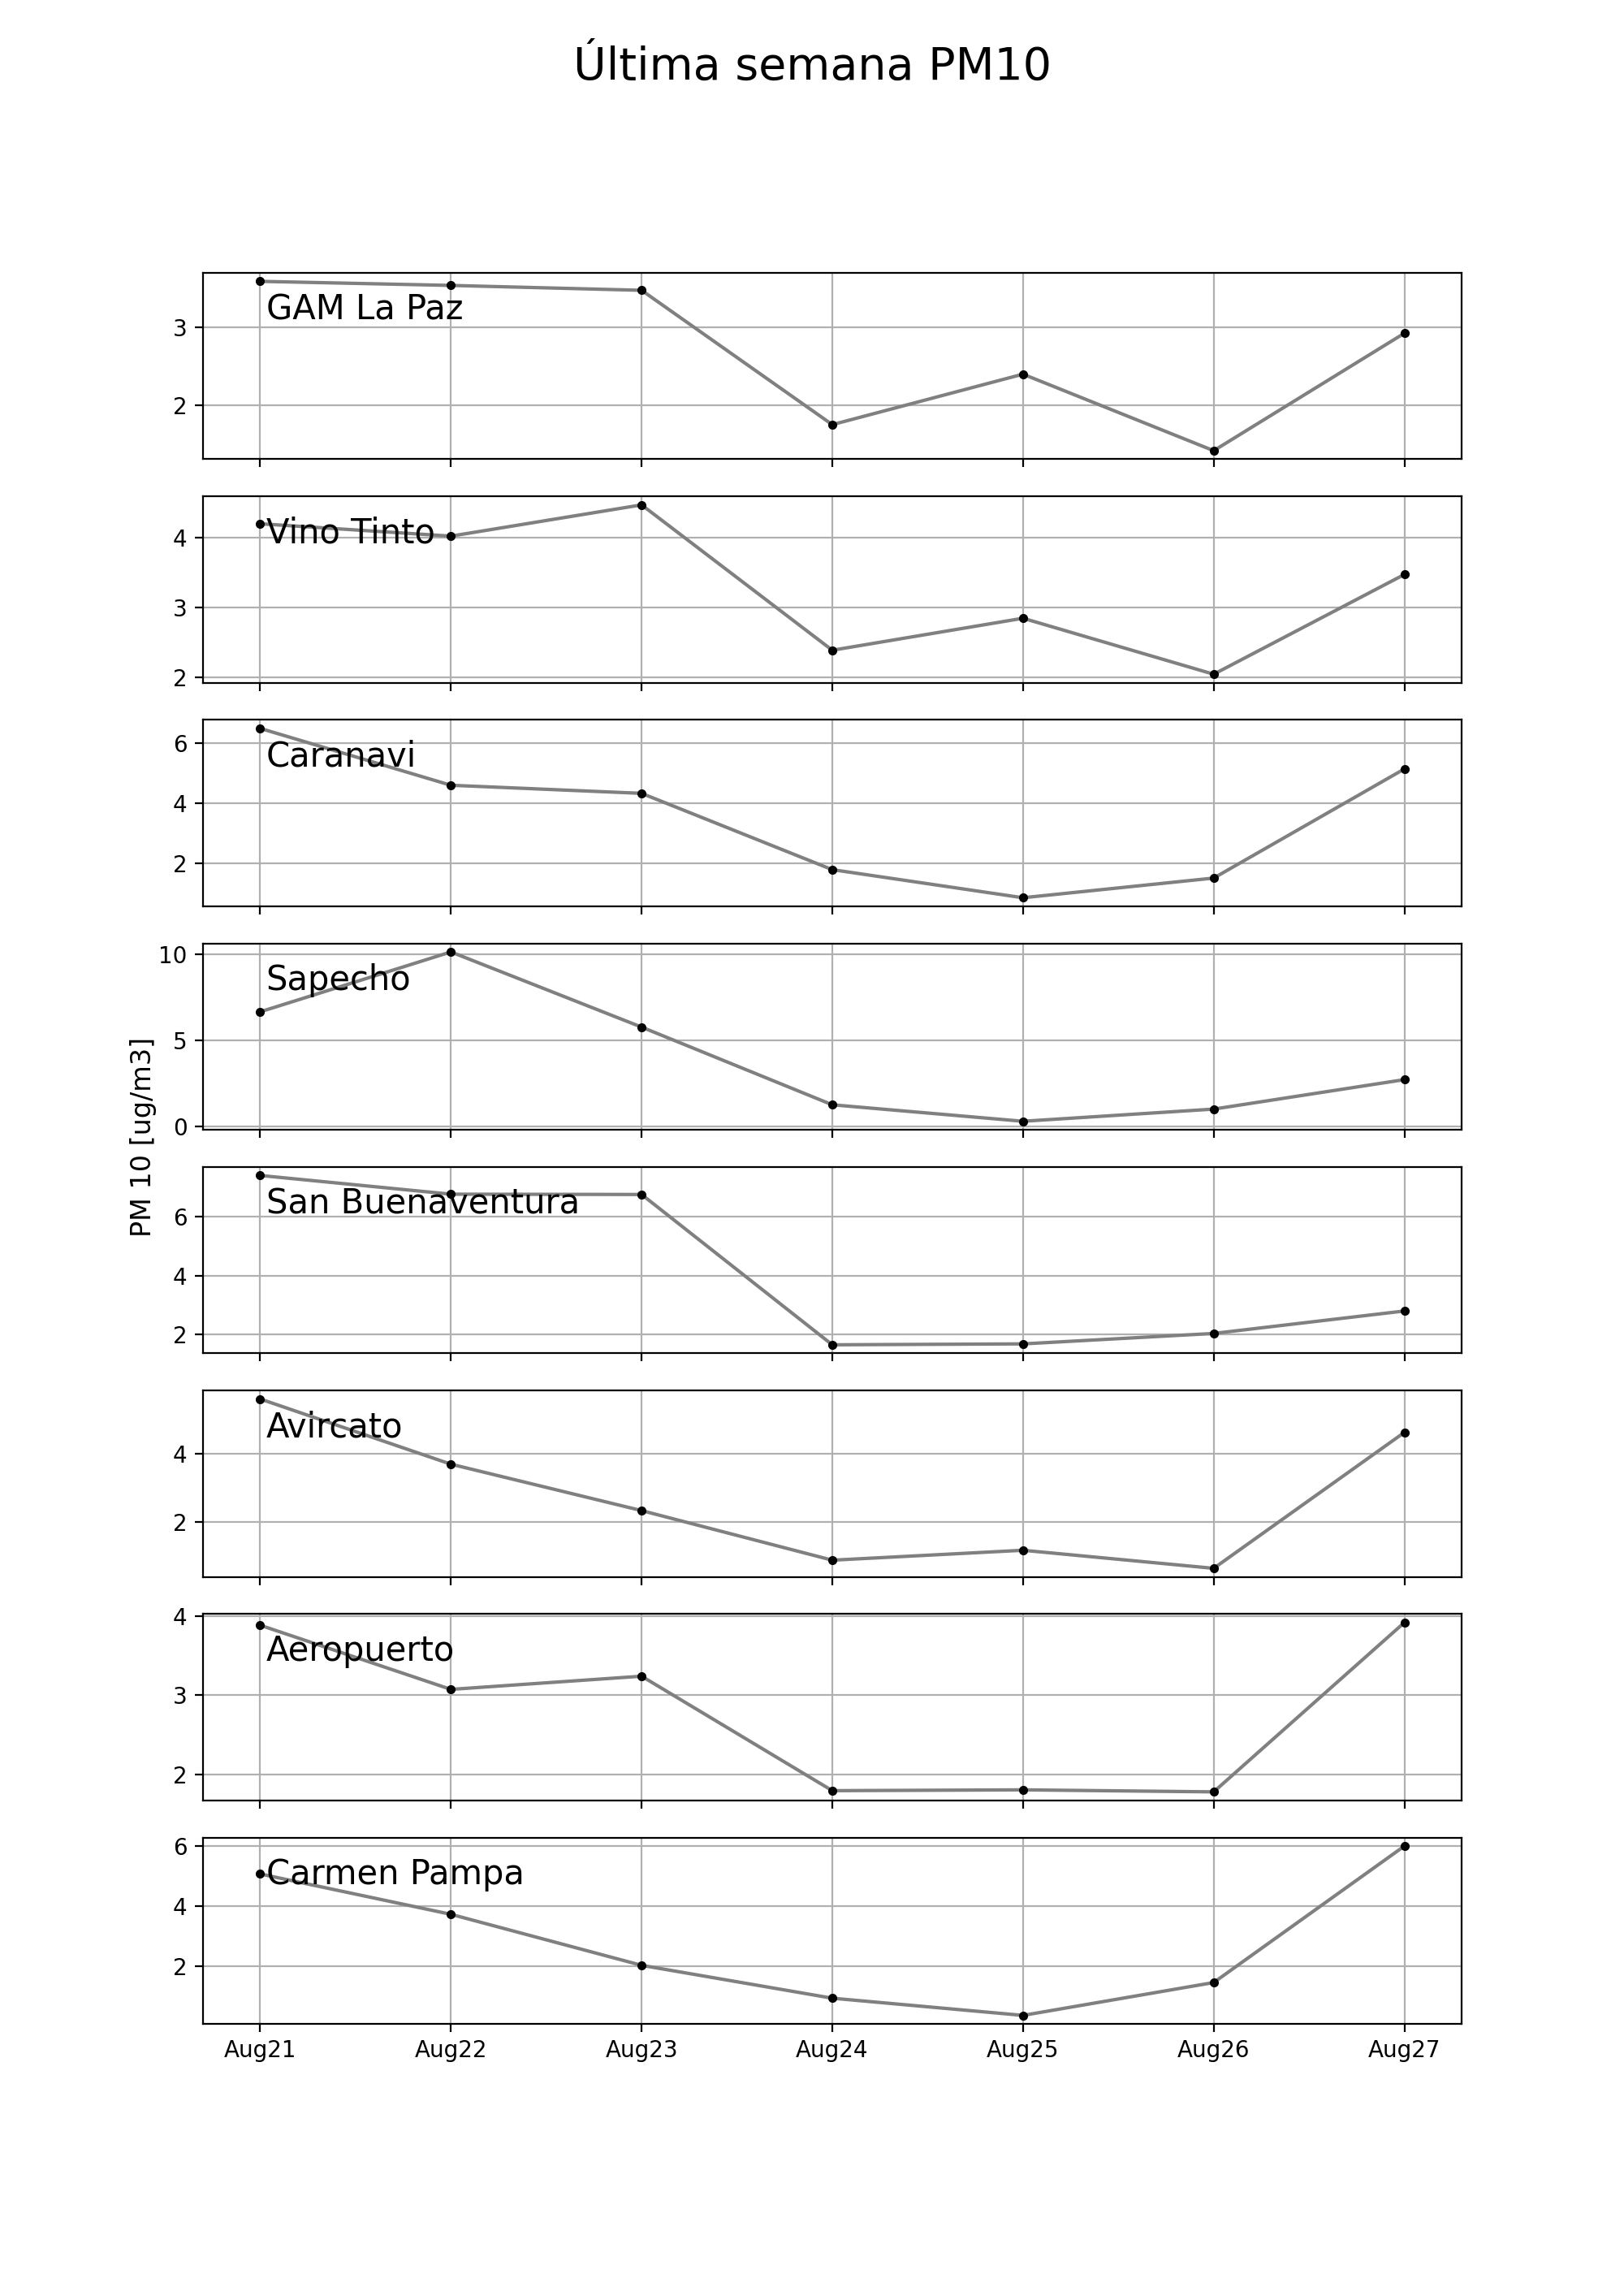 Última semana PM10
GAM La Paz
3
2
Vino Tinto
4
3
2
Caranavi
6
4
2
Sapecho
10
5
0
PM 10 [ug/m3]
San Buenaventura
6
4
2
Avircato
4
2
Aeropuerto
4
3
2
Carmen Pampa
6
4
2
Aug21 Aug22 Aug23 Aug24 Aug25 Aug26 Aug27